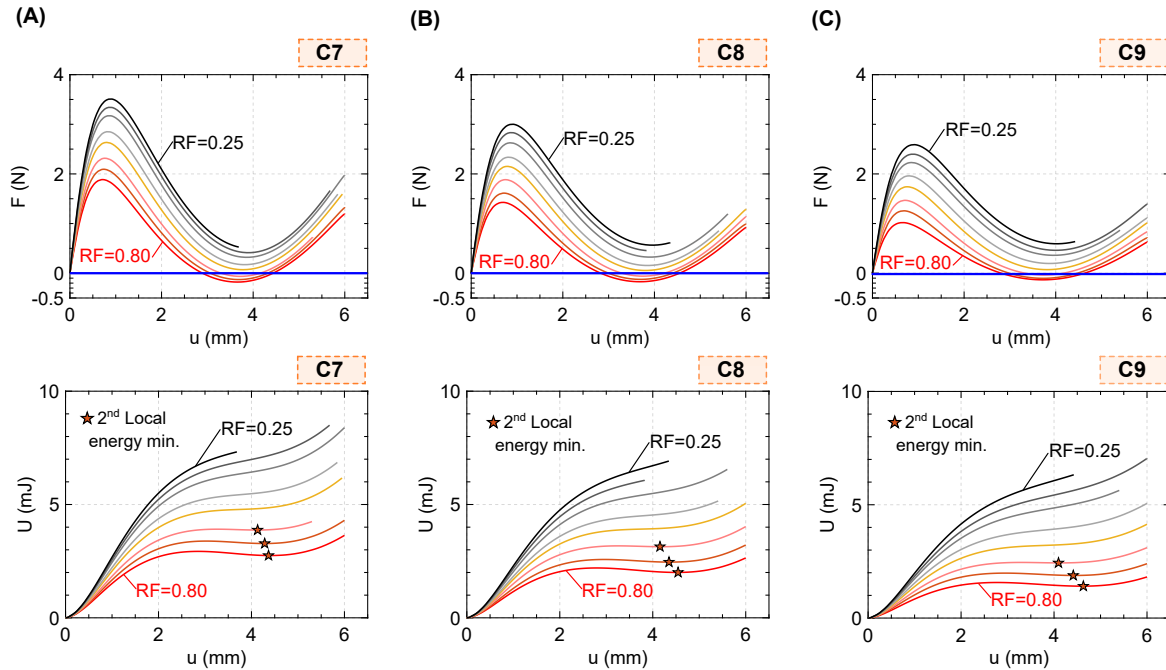 (A)
C7
4
2
0
-0.5
F (N)
RF=0.25
RF=0.80
0
2
4
6
u (mm)
(B)
C8
4
2
0
-0.5
F (N)
RF=0.25
RF=0.80
0
2
4
6
u (mm)
(C)
C9
4
2
0
-0.5
F (N)
RF=0.25
RF=0.80
0
2
4
6
u (mm)
C7
10
5
0
U (mJ)
2nd Local
energy min.
RF=0.25
RF=0.80
0
2
4
6
u (mm)
C8
10
5
0
U (mJ)
2nd Local
energy min.
RF=0.25
RF=0.80
0
2
4
6
u (mm)
C9
10
5
0
U (mJ)
2nd Local
energy min.
RF=0.25
RF=0.80
0
2
4
6
u (mm)